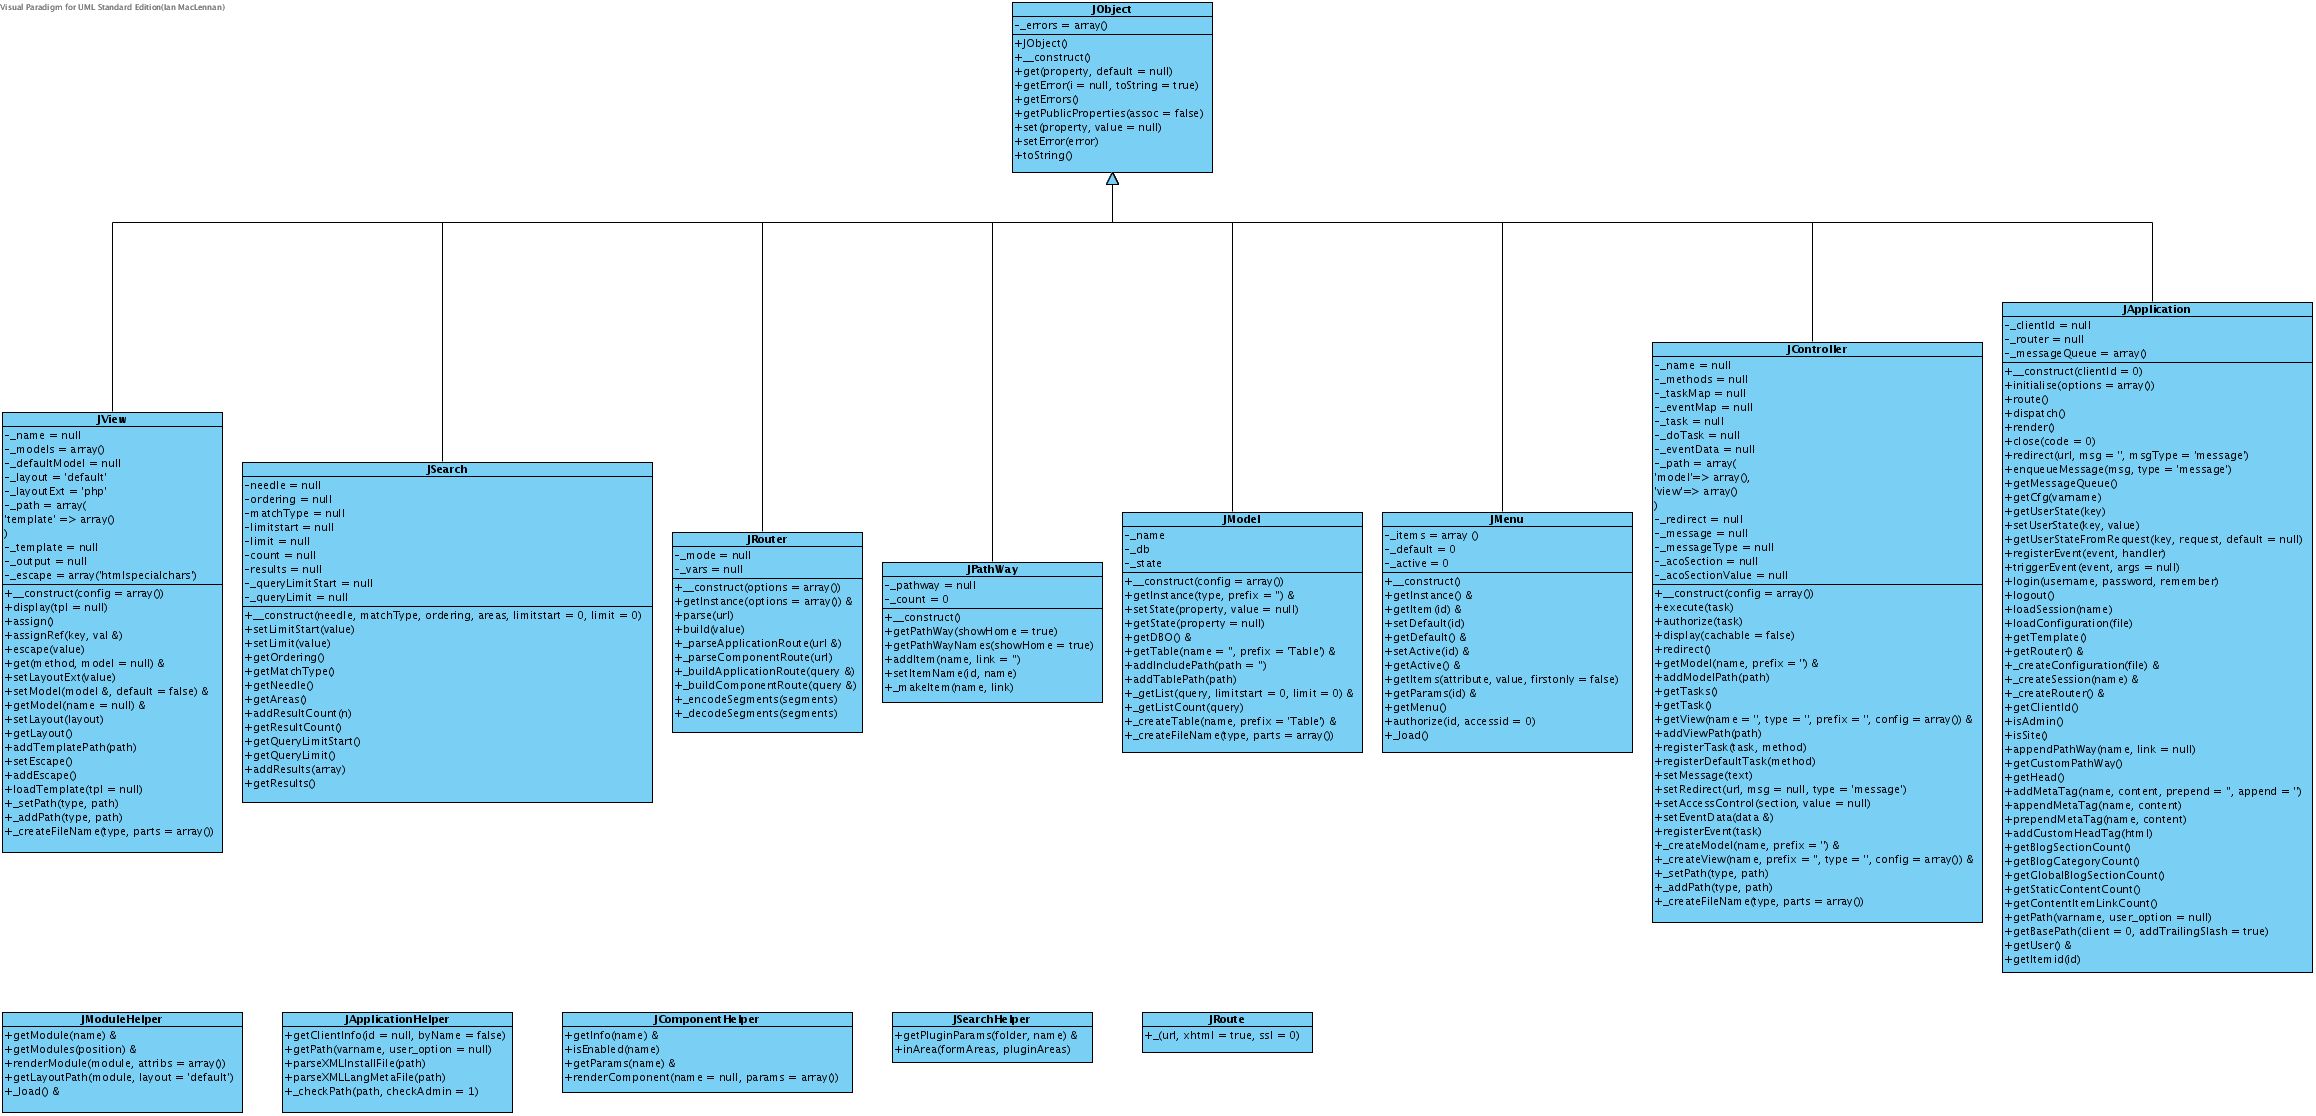 Visual Paradigm for UML Standard Edition(Ian MacLennan)
JObject
-_errors = array()
+JObject()
+__construct()
+get(property, default = null)
+getError(i = null, toString = true)
+getErrors()
+getPublicProperties(assoc = false)
+set(property, value = null)
+setError(error)
+toString()
JView
-_name = null
-_models = array()
-_defaultModel = null
-_layout = 'default'
-_layoutExt = 'php'
-_path = array(
'template' => array()
)
-_template = null
-_output = null
-_escape = array('htmlspecialchars')
+__construct(config = array())
+display(tpl = null)
+assign()
+assignRef(key, val &)
+escape(value)
+get(method, model = null) &
+setLayoutExt(value)
+setModel(model &, default = false) &
+getModel(name = null) &
+setLayout(layout)
+getLayout()
+addTemplatePath(path)
+setEscape()
+addEscape()
+loadTemplate(tpl = null)
+_setPath(type, path)
+_addPath(type, path)
+_createFileName(type, parts = array())
JSearch
-needle = null
-ordering = null
-matchType = null
-limitstart = null
-limit = null
-count = null
-results = null
-_queryLimitStart = null
-_queryLimit = null
+__construct(needle, matchType, ordering, areas, limitstart = 0, limit = 0)
+setLimitStart(value)
+setLimit(value)
+getOrdering()
+getMatchType()
+getNeedle()
+getAreas()
+addResultCount(n)
+getResultCount()
+getQueryLimitStart()
+getQueryLimit()
+addResults(array)
+getResults()
JRouter
-_mode = null
-_vars = null
+__construct(options = array())
+getInstance(options = array()) &
+parse(url)
+build(value)
+_parseApplicationRoute(url &)
+_parseComponentRoute(url)
+_buildApplicationRoute(query &)
+_buildComponentRoute(query &)
+_encodeSegments(segments)
+_decodeSegments(segments)
JPathWay
-_pathway = null
-_count = 0
+__construct()
+getPathWay(showHome = true)
+getPathWayNames(showHome = true)
+addItem(name, link = '')
+setItemName(id, name)
+_makeItem(name, link)
JModel
-_name
-_db
-_state
+__construct(config = array())
+getInstance(type, prefix = '') &
+setState(property, value = null)
+getState(property = null)
+getDBO() &
+getTable(name = '', prefix = 'Table') &
+addIncludePath(path = '')
+addTablePath(path)
+_getList(query, limitstart = 0, limit = 0) &
+_getListCount(query)
+_createTable(name, prefix = 'Table') &
+_createFileName(type, parts = array())
JMenu
-_items = array ()
-_default = 0
-_active = 0
+__construct()
+getInstance() &
+getItem(id) &
+setDefault(id)
+getDefault() &
+setActive(id) &
+getActive() &
+getItems(attribute, value, firstonly = false)
+getParams(id) &
+getMenu()
+authorize(id, accessid = 0)
+_load()
JController
-_name = null
-_methods = null
-_taskMap = null
-_eventMap = null
-_task = null
-_doTask = null
-_eventData = null
-_path = array(
'model'=> array(),
'view'=> array()
)
-_redirect = null
-_message = null
-_messageType = null
-_acoSection = null
-_acoSectionValue = null
+__construct(config = array())
+execute(task)
+authorize(task)
+display(cachable = false)
+redirect()
+getModel(name, prefix = '') &
+addModelPath(path)
+getTasks()
+getTask()
+getView(name = '', type = '', prefix = '', config = array()) &
+addViewPath(path)
+registerTask(task, method)
+registerDefaultTask(method)
+setMessage(text)
+setRedirect(url, msg = null, type = 'message')
+setAccessControl(section, value = null)
+setEventData(data &)
+registerEvent(task)
+_createModel(name, prefix = '') &
+_createView(name, prefix = '', type = '', config = array()) &
+_setPath(type, path)
+_addPath(type, path)
+_createFileName(type, parts = array())
JApplication
-_clientId = null
-_router = null
-_messageQueue = array()
+__construct(clientId = 0)
+initialise(options = array())
+route()
+dispatch()
+render()
+close(code = 0)
+redirect(url, msg = '', msgType = 'message')
+enqueueMessage(msg, type = 'message')
+getMessageQueue()
+getCfg(varname)
+getUserState(key)
+setUserState(key, value)
+getUserStateFromRequest(key, request, default = null)
+registerEvent(event, handler)
+triggerEvent(event, args = null)
+login(username, password, remember)
+logout()
+loadSession(name)
+loadConfiguration(file)
+getTemplate()
+getRouter() &
+_createConfiguration(file) &
+_createSession(name) &
+_createRouter() &
+getClientId()
+isAdmin()
+isSite()
+appendPathWay(name, link = null)
+getCustomPathWay()
+getHead()
+addMetaTag(name, content, prepend = '', append = '')
+appendMetaTag(name, content)
+prependMetaTag(name, content)
+addCustomHeadTag(html)
+getBlogSectionCount()
+getBlogCategoryCount()
+getGlobalBlogSectionCount()
+getStaticContentCount()
+getContentItemLinkCount()
+getPath(varname, user_option = null)
+getBasePath(client = 0, addTrailingSlash = true)
+getUser() &
+getItemid(id)
JModuleHelper
+getModule(name) &
+getModules(position) &
+renderModule(module, attribs = array())
+getLayoutPath(module, layout = 'default')
+_load() &
JApplicationHelper
+getClientInfo(id = null, byName = false)
+getPath(varname, user_option = null)
+parseXMLInstallFile(path)
+parseXMLLangMetaFile(path)
+_checkPath(path, checkAdmin = 1)
JComponentHelper
+getInfo(name) &
+isEnabled(name)
+getParams(name) &
+renderComponent(name = null, params = array())
JSearchHelper
+getPluginParams(folder, name) &
+inArea(formAreas, pluginAreas)
JRoute
+_(url, xhtml = true, ssl = 0)